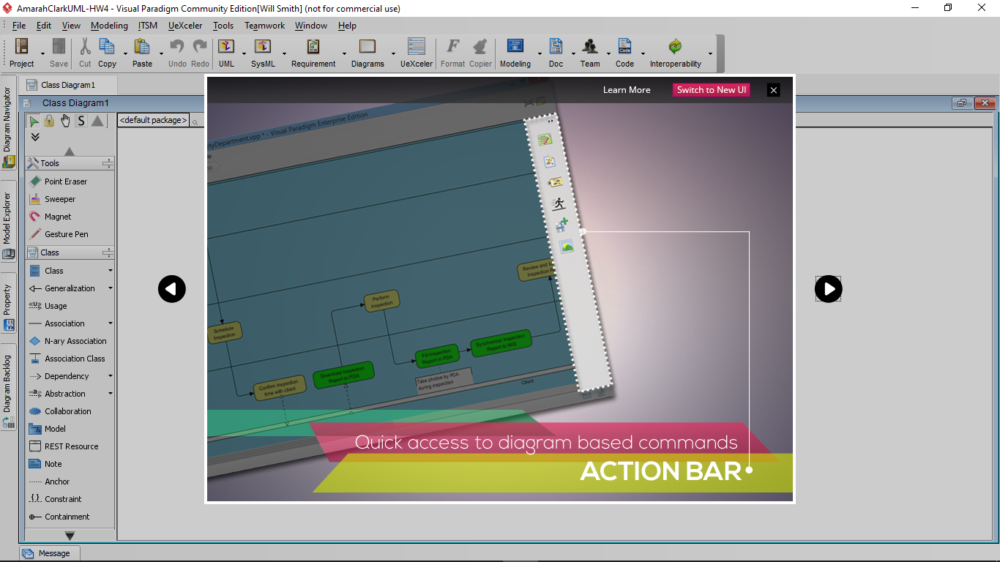 AmarahClarkUML-HW4 - Visual Paradigm Community Edition[Will Smith] (not for commercial use)
File Edit View Modeling ITSM UeXceler Tools Teamwork Window Help
Project Save Cut Copy Paste Undo Redo UML SysML Requirement Diagrams UeXceler Format Copier Modeling Doc Team Code Interoperability
Class Diagram1
Class Diagram1
Diagram Navigator
Model Explorer
Property
Diagram Backlog
S
<default package>
Tools
Point Eraser
Sweeper
Magnet
Gesture Pen
Class
Class
Generalization
«U» Usage
Association
N-ary Association
Association Class
Dependency
«a» Abstraction
Collaboration
Model
REST Resource
Note
Anchor
Constraint
Containment
Message
Learn More Switch to New UI
etyDepartment.vpp * - Visual Paradigm Enterprise Edition
Review and
Inspection
Perform
Inspection
Schedule
Inspection
Synchronize Inspection
Report to RKS
Fill Inspection
Report in PDA
Download Inspection
Report to PDA
Take photos by PDA
during inspection
Confirm inspection
time with client
Client
Quick access to diagram based commands
ACTION BAR